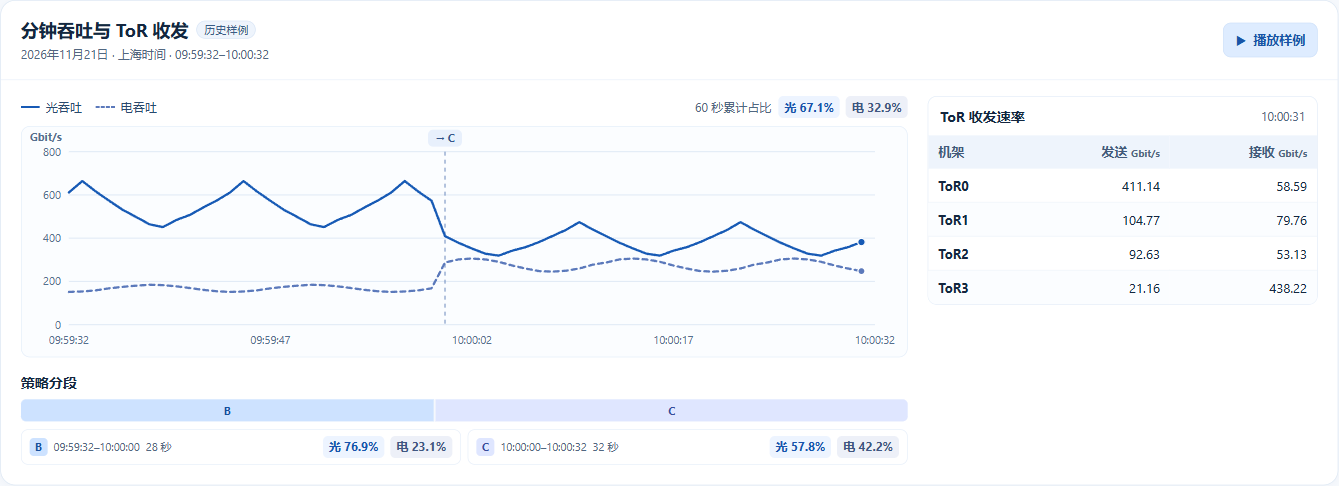 分钟吞吐与 ToR 收发 历史样例
2026年11月21日 · 上海时间 · 09:59:32–10:00:32
▶ 播放样例
光吞吐 电吞吐 60 秒累计占比 光 67.1% 电 32.9%
Gbit/s
→ C
800
600
400
200
0
09:59:32 09:59:47 10:00:02 10:00:17 10:00:32
策略分段
B C
B 09:59:32–10:00:00 28 秒 光 76.9% 电 23.1%
C 10:00:00–10:00:32 32 秒 光 57.8% 电 42.2%
ToR 收发速率 10:00:31
机架 发送 Gbit/s 接收 Gbit/s
ToR0 411.14 58.59
ToR1 104.77 79.76
ToR2 92.63 53.13
ToR3 21.16 438.22